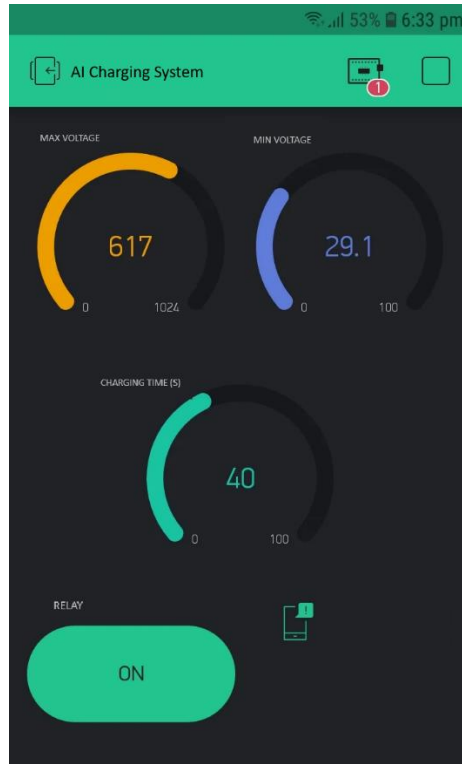 53% 6:33 pm
AI Charging System
1
MAX VOLTAGE
MIN VOLTAGE
617
29.1
0 1024
0 100
CHARGING TIME (S)
40
0 100
RELAY
!
ON